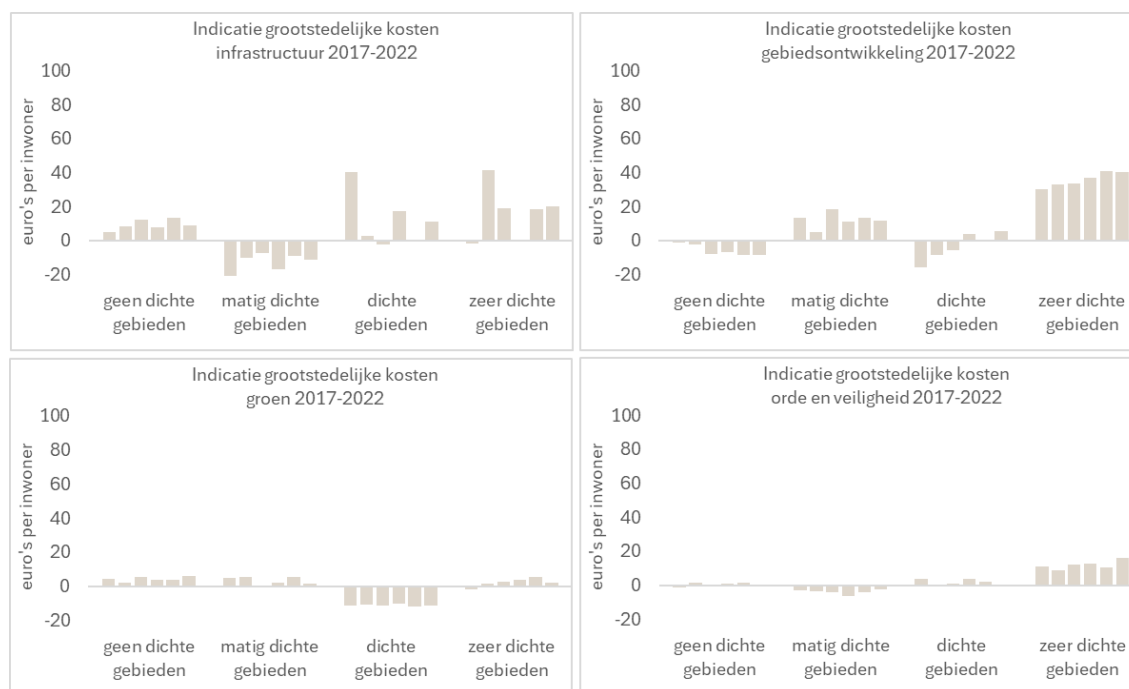 Indicatie grootstedelijke kosten
infrastructuur 2017-2022
100
80
60
40
20
0
-20
euro's per inwoner
geen dichte
gebieden
matig dichte
gebieden
dichte
gebieden
zeer dichte
gebieden
Indicatie grootstedelijke kosten
gebiedsontwikkeling 2017-2022
100
80
60
40
20
0
-20
euro's per inwoner
geen dichte
gebieden
matig dichte
gebieden
dichte
gebieden
zeer dichte
gebieden
Indicatie grootstedelijke kosten
groen 2017-2022
100
80
60
40
20
0
-20
euro's per inwoner
geen dichte
gebieden
matig dichte
gebieden
dichte
gebieden
zeer dichte
gebieden
Indicatie grootstedelijke kosten
orde en veiligheid 2017-2022
100
80
60
40
20
0
-20
euro's per inwoner
geen dichte
gebieden
matig dichte
gebieden
dichte
gebieden
zeer dichte
gebieden